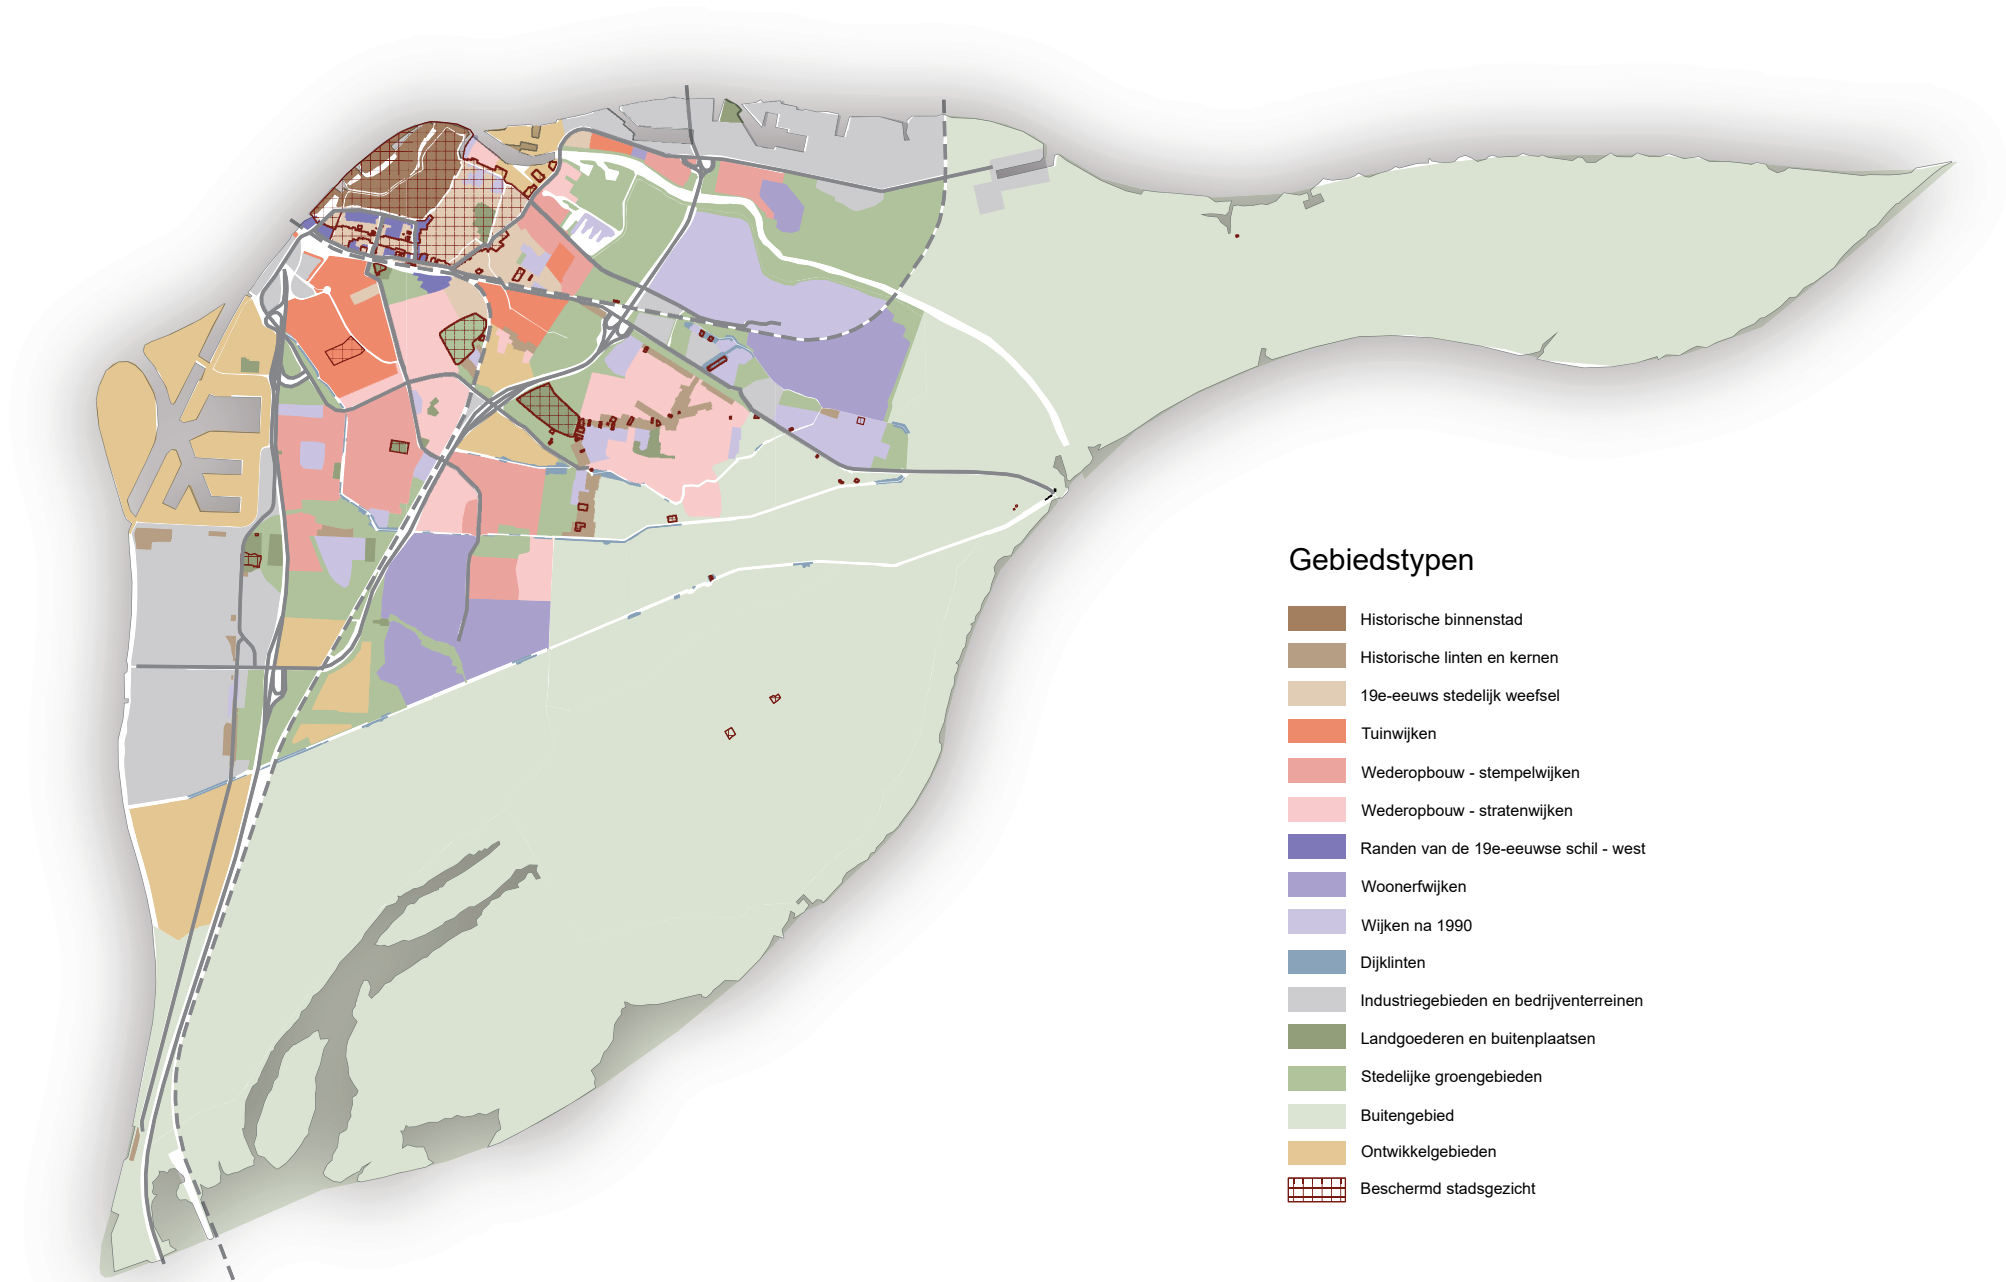 Gebiedstypen
Historische binnenstad
Historische linten en kernen
19e-eeuws stedelijk weefsel
Tuinwijken
Wederopbouw - stempelwijken
Wederopbouw - stratenwijken
Randen van de 19e-eeuwse schil - west
Woonerfwijken
Wijken na 1990
Dijklinten
Industriegebieden en bedrijventerreinen
Landgoederen en buitenplaatsen
Stedelijke groengebieden
Buitengebied
Ontwikkelgebieden
Beschermd stadsgezicht